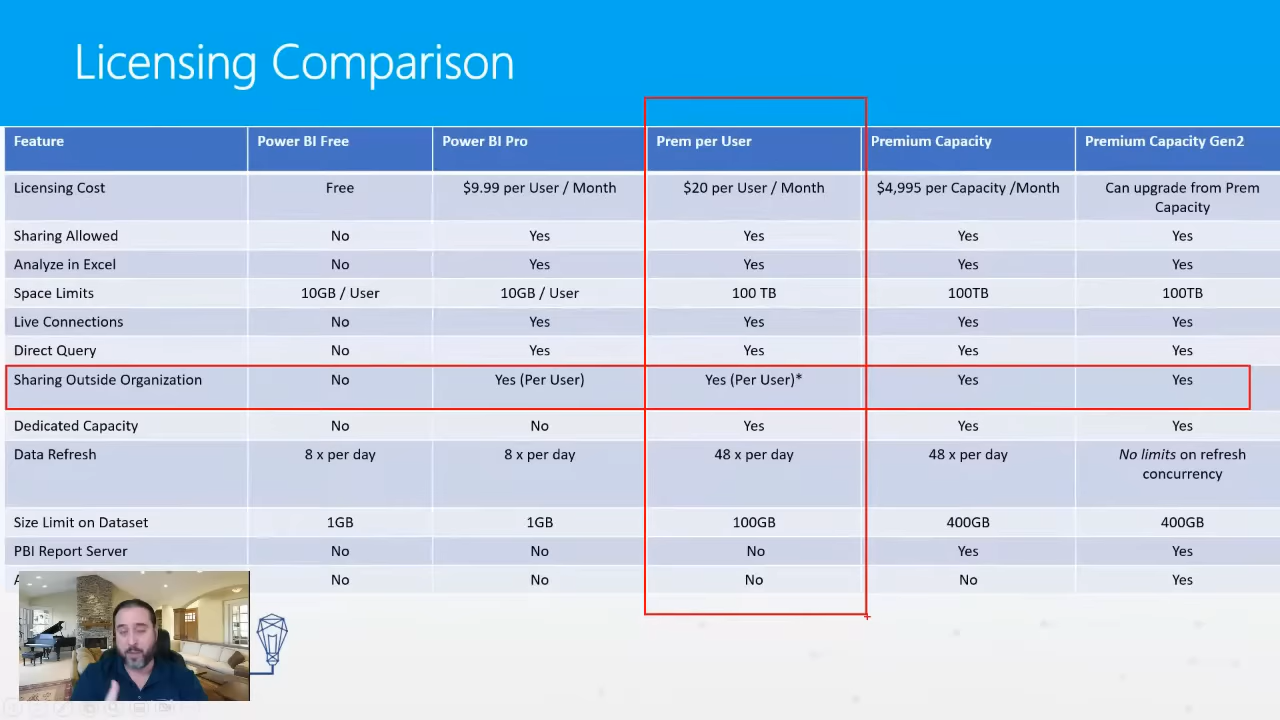 Licensing Comparison
Feature Power BI Free Power BI Pro Prem per User Premium Capacity Premium Capacity Gen2
Licensing Cost Free $9.99 per User / Month $20 per User / Month $4,995 per Capacity /Month Can upgrade from Prem
Capacity
Sharing Allowed No Yes Yes Yes Yes
Analyze in Excel No Yes Yes Yes Yes
Space Limits 10GB / User 10GB / User 100 TB 100TB 100TB
Live Connections No Yes Yes Yes Yes
Direct Query No Yes Yes Yes Yes
Sharing Outside Organization No Yes (Per User) Yes (Per User)* Yes Yes
Dedicated Capacity No No Yes Yes Yes
Data Refresh 8 x per day 8 x per day 48 x per day 48 x per day No limits on refresh
concurrency
Size Limit on Dataset 1GB 1GB 100GB 400GB 400GB
PBI Report Server No No No Yes Yes
No No No No Yes